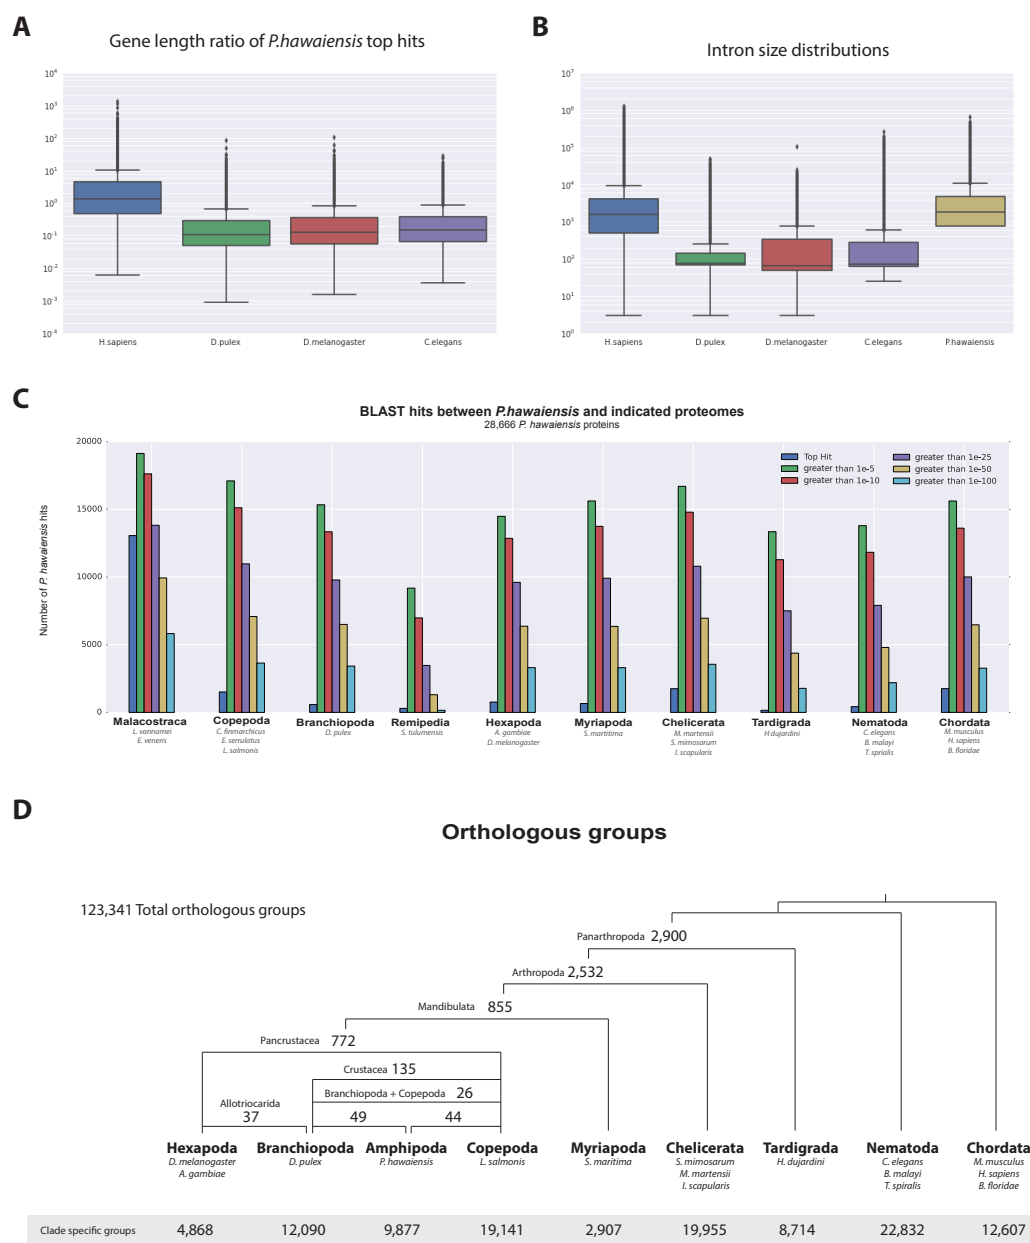 A
Gene length ratio of P.hawaiensis top hits
10^4
10^3
10^2
10^1
10^0
10^-1
10^-2
10^-3
10^-4
H.sapiens D.pulex D.melanogaster C.elegans
B
Intron size distributions
10^7
10^6
10^5
10^4
10^3
10^2
10^1
10^0
H.sapiens D.pulex D.melanogaster C.elegans P.hawaiensis
C
BLAST hits between P.hawaiensis and indicated proteomes
28,666 P. hawaiensis proteins
Number of P. hawaiensis hits
20000
15000
10000
5000
0
Top Hit
greater than 1e-5
greater than 1e-10
greater than 1e-25
greater than 1e-50
greater than 1e-100
Malacostraca Copepoda Branchiopoda Remipedia Hexapoda Myriapoda Chelicerata Tardigrada Nematoda Chordata
L. vannamei C. finmarchicus D. pulex S. tulumensis A. gambiae S. martitima M. martensii H dujardini C. elegans M. musculus
E. veneris E. serrulatus D. melanogaster S. mimosarum B. malayi H. sapiens
L. salmonis I. scapularis T. sprialis B. floridae
D
Orthologous groups
123,341 Total orthologous groups
Panarthropoda 2,900
Arthropoda 2,532
Mandibulata 855
Pancrustacea 772
Crustacea 135
Branchiopoda + Copepoda 26
Allotriocarida
37 49 44
Hexapoda Branchiopoda Amphipoda Copepoda Myriapoda Chelicerata Tardigrada Nematoda Chordata
D. melanogaster D. pulex P. hawaiensis L. salmonis S. maritima S. mimosarum H. dujardini C. elegans M. musculus
A. gambiae M. martensii B. malayi H. sapiens
I. scapularis T. spiralis B. floridae
Clade specific groups 4,868 12,090 9,877 19,141 2,907 19,955 8,714 22,832 12,607